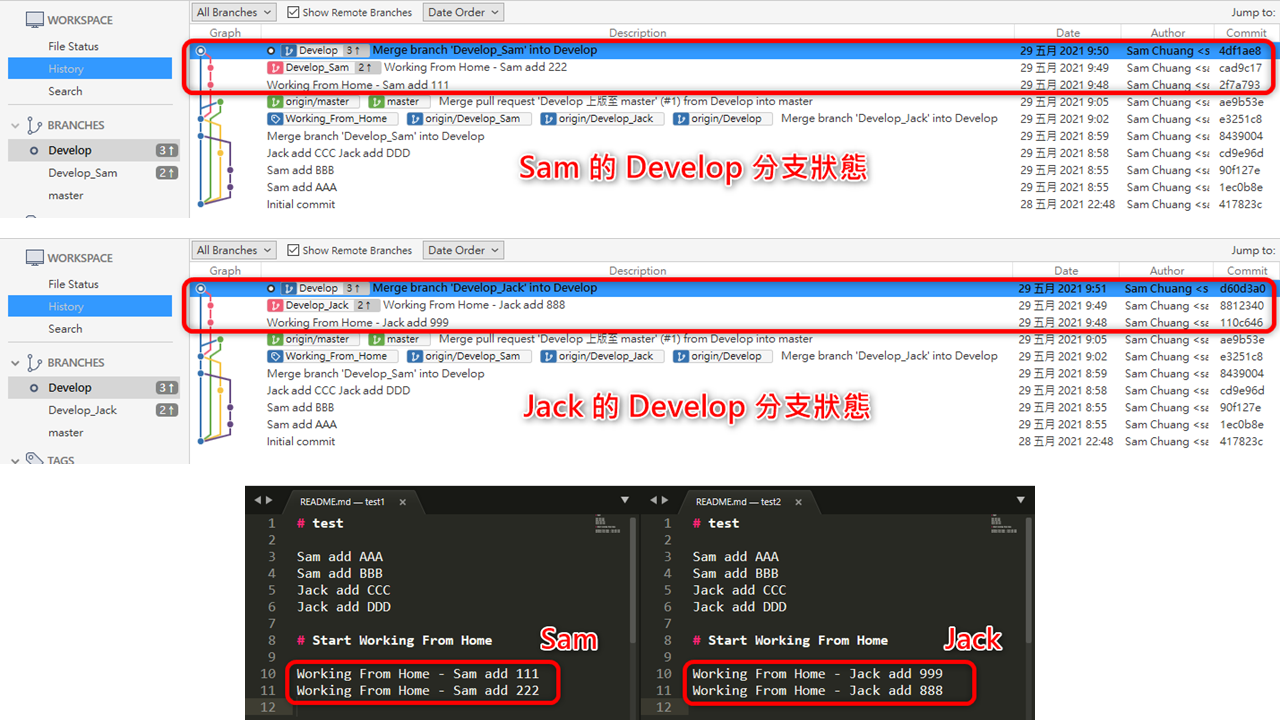 WORKSPACE
File Status
History
Search
BRANCHES
Develop 3↑
Develop_Sam 2↑
master
All Branches Show Remote Branches Date Order Jump to:
Graph Description Date Author Commit
Develop 3↑ Merge branch 'Develop_Sam' into Develop 29 五月 2021 9:50 Sam Chuang <s 4df1ae8
Develop_Sam 2↑ Working From Home - Sam add 222 29 五月 2021 9:49 Sam Chuang <sa cad9c17
Working From Home - Sam add 111 29 五月 2021 9:48 Sam Chuang <sa 2f7a793
origin/master master Merge pull request 'Develop 上版至 master' (#1) from Develop into master 29 五月 2021 9:05 Sam Chuang <sa ae9b53e
Working_From_Home origin/Develop_Sam origin/Develop_Jack origin/Develop Merge branch 'Develop_Jack' into Develop 29 五月 2021 9:02 Sam Chuang <sa e3251c8
Merge branch 'Develop_Sam' into Develop 29 五月 2021 8:59 Sam Chuang <sa 8439004
Jack add CCC Jack add DDD 29 五月 2021 8:58 Sam Chuang <sa cd9e96d
Sam add BBB 29 五月 2021 8:55 Sam Chuang <sa 90f127e
Sam add AAA 29 五月 2021 8:55 Sam Chuang <sa 1ec0b8e
Initial commit 28 五月 2021 22:48 Sam Chuang <sa 417823c
Sam 的 Develop 分支狀態
WORKSPACE
File Status
History
Search
BRANCHES
Develop 3↑
Develop_Jack 2↑
master
TAGS
All Branches Show Remote Branches Date Order Jump to:
Graph Description Date Author Commit
Develop 3↑ Merge branch 'Develop_Jack' into Develop 29 五月 2021 9:51 Sam Chuang <s d60d3a0
Develop_Jack 2↑ Working From Home - Jack add 888 29 五月 2021 9:49 Sam Chuang <sa 8812340
Working From Home - Jack add 999 29 五月 2021 9:48 Sam Chuang <sa 110c646
origin/master master Merge pull request 'Develop 上版至 master' (#1) from Develop into master 29 五月 2021 9:05 Sam Chuang <sa ae9b53e
Working_From_Home origin/Develop_Sam origin/Develop_Jack origin/Develop Merge branch 'Develop_Jack' into Develop 29 五月 2021 9:02 Sam Chuang <sa e3251c8
Merge branch 'Develop_Sam' into Develop 29 五月 2021 8:59 Sam Chuang <sa 8439004
Jack add CCC Jack add DDD 29 五月 2021 8:58 Sam Chuang <sa cd9e96d
Sam add BBB 29 五月 2021 8:55 Sam Chuang <sa 90f127e
Sam add AAA 29 五月 2021 8:55 Sam Chuang <sa 1ec0b8e
Initial commit 28 五月 2021 22:48 Sam Chuang <sa 417823c
Jack 的 Develop 分支狀態
README.md — test1
1 # test
2
3 Sam add AAA
4 Sam add BBB
5 Jack add CCC
6 Jack add DDD
7
8 # Start Working From Home
9
10 Working From Home - Sam add 111
11 Working From Home - Sam add 222
12
Sam
README.md — test2
1 # test
2
3 Sam add AAA
4 Sam add BBB
5 Jack add CCC
6 Jack add DDD
7
8 # Start Working From Home
9
10 Working From Home - Jack add 999
11 Working From Home - Jack add 888
12
Jack